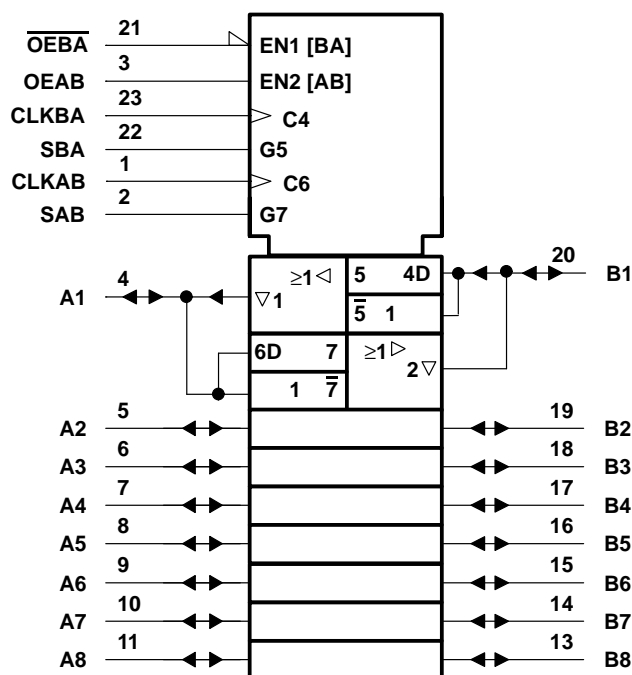 O̅E̅B̅A̅ 21 EN1 [BA]
OEAB 3 EN2 [AB]
CLKBA 23 C4
SBA 22 G5
CLKAB 1 C6
SAB 2 G7
A1 4 ▽1 ≥1 ◁ 5 4D 20 B1
5̅ 1
6D 7 ≥1 ▷ 2 ▽
1 7̅
A2 5 19 B2
A3 6 18 B3
A4 7 17 B4
A5 8 16 B5
A6 9 15 B6
A7 10 14 B7
A8 11 13 B8